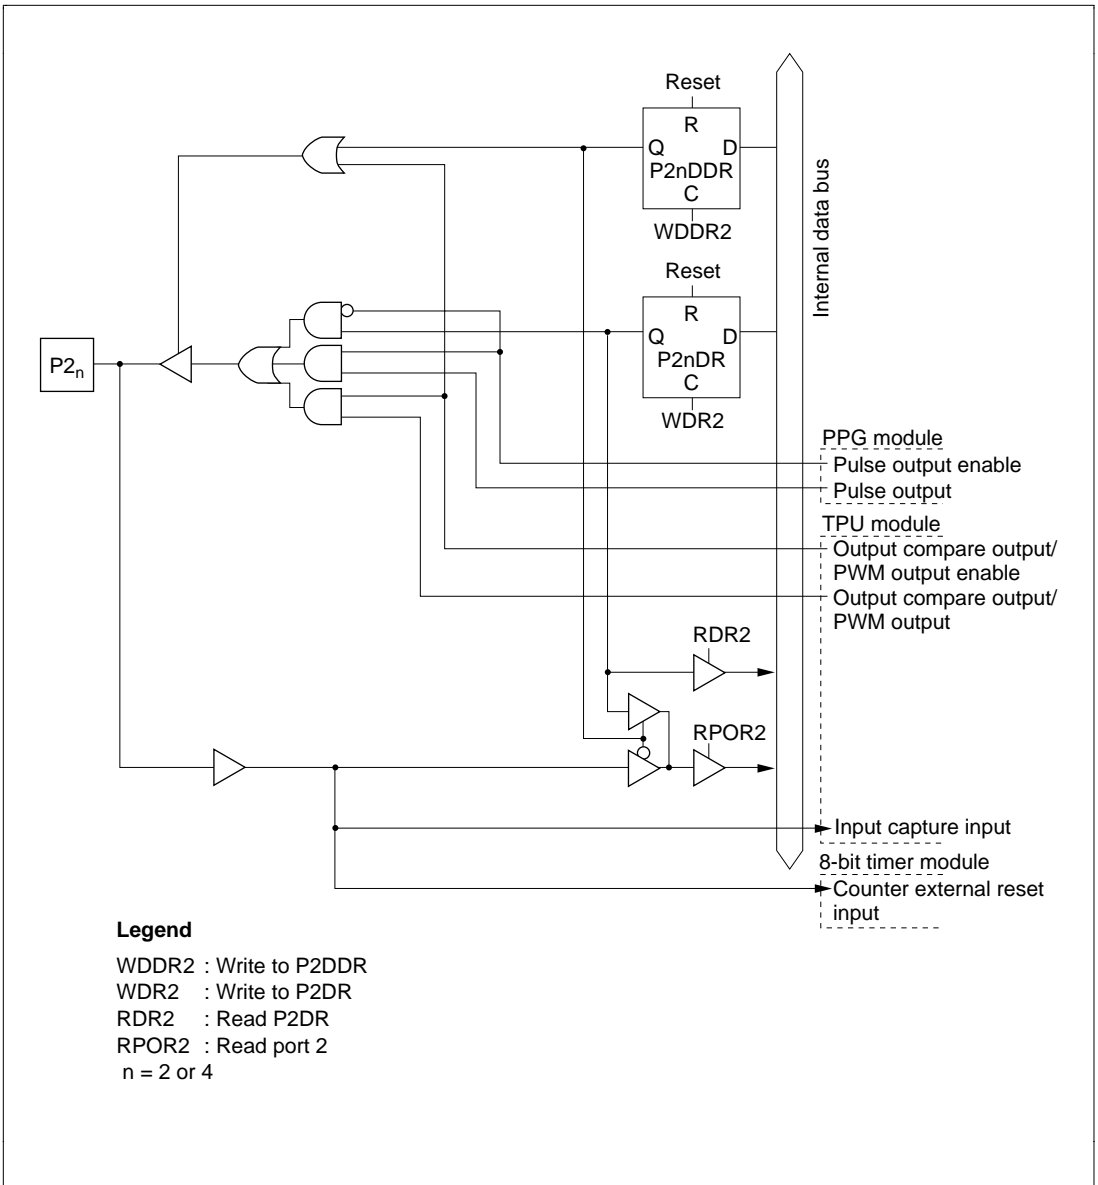 Reset
R
Q D
P2nDDR
C
WDDR2
Internal data bus
Reset
R
Q D
P2nDR
C
WDR2
P2n
PPG module
Pulse output enable
Pulse output
TPU module
Output compare output/
PWM output enable
Output compare output/
PWM output
RDR2
RPOR2
Input capture input
8-bit timer module
Counter external reset
input
Legend
WDDR2 : Write to P2DDR
WDR2 : Write to P2DR
RDR2 : Read P2DR
RPOR2 : Read port 2
n = 2 or 4